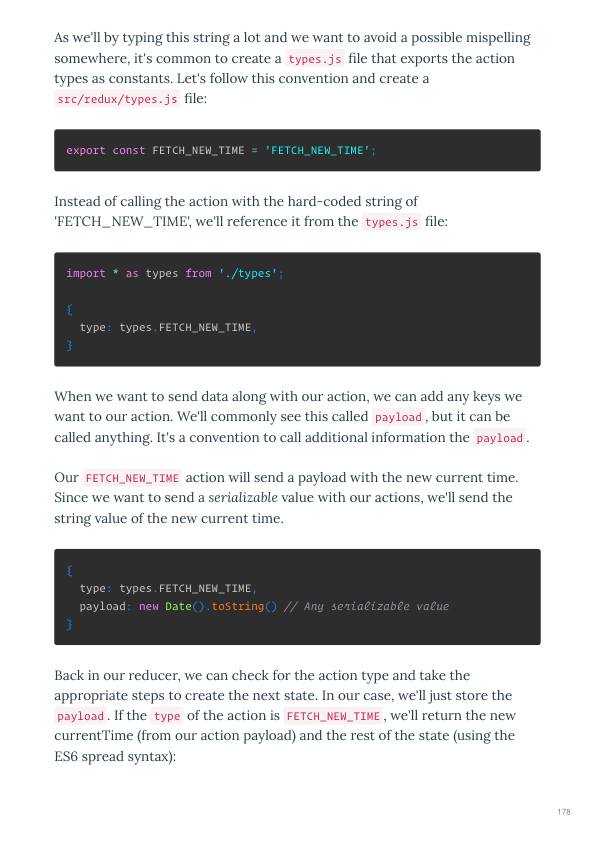 As we'll by typing this string a lot and we want to avoid a possible mispelling
somewhere, it's common to create a types.js file that exports the action
types as constants. Let's follow this convention and create a
src/redux/types.js file:
export const FETCH_NEW_TIME = 'FETCH_NEW_TIME';
Instead of calling the action with the hard-coded string of
'FETCH_NEW_TIME', we'll reference it from the types.js file:
import * as types from './types';
{
  type: types.FETCH_NEW_TIME,
}
When we want to send data along with our action, we can add any keys we
want to our action. We'll commonly see this called payload, but it can be
called anything. It's a convention to call additional information the payload.
Our FETCH_NEW_TIME action will send a payload with the new current time.
Since we want to send a serializable value with our actions, we'll send the
string value of the new current time.
{
  type: types.FETCH_NEW_TIME,
  payload: new Date().toString() // Any serializable value
}
Back in our reducer, we can check for the action type and take the
appropriate steps to create the next state. In our case, we'll just store the
payload. If the type of the action is FETCH_NEW_TIME, we'll return the new
currentTime (from our action payload) and the rest of the state (using the
ES6 spread syntax):
178